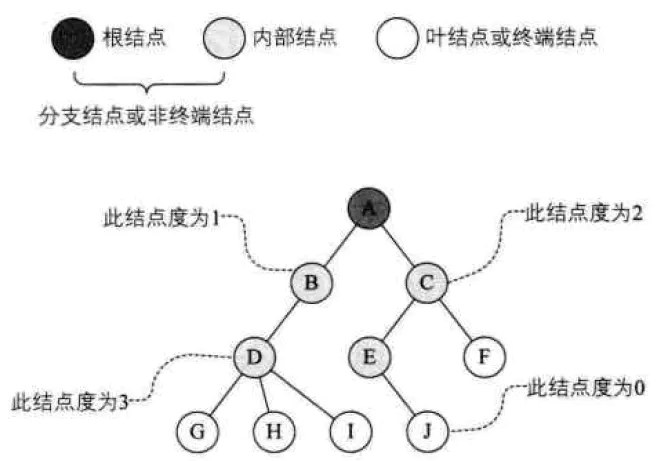 根结点 内部结点 叶结点或终端结点
分支结点或非终端结点
A
此结点度为1 此结点度为2
B C
D E F
此结点度为3 此结点度为0
G H I J